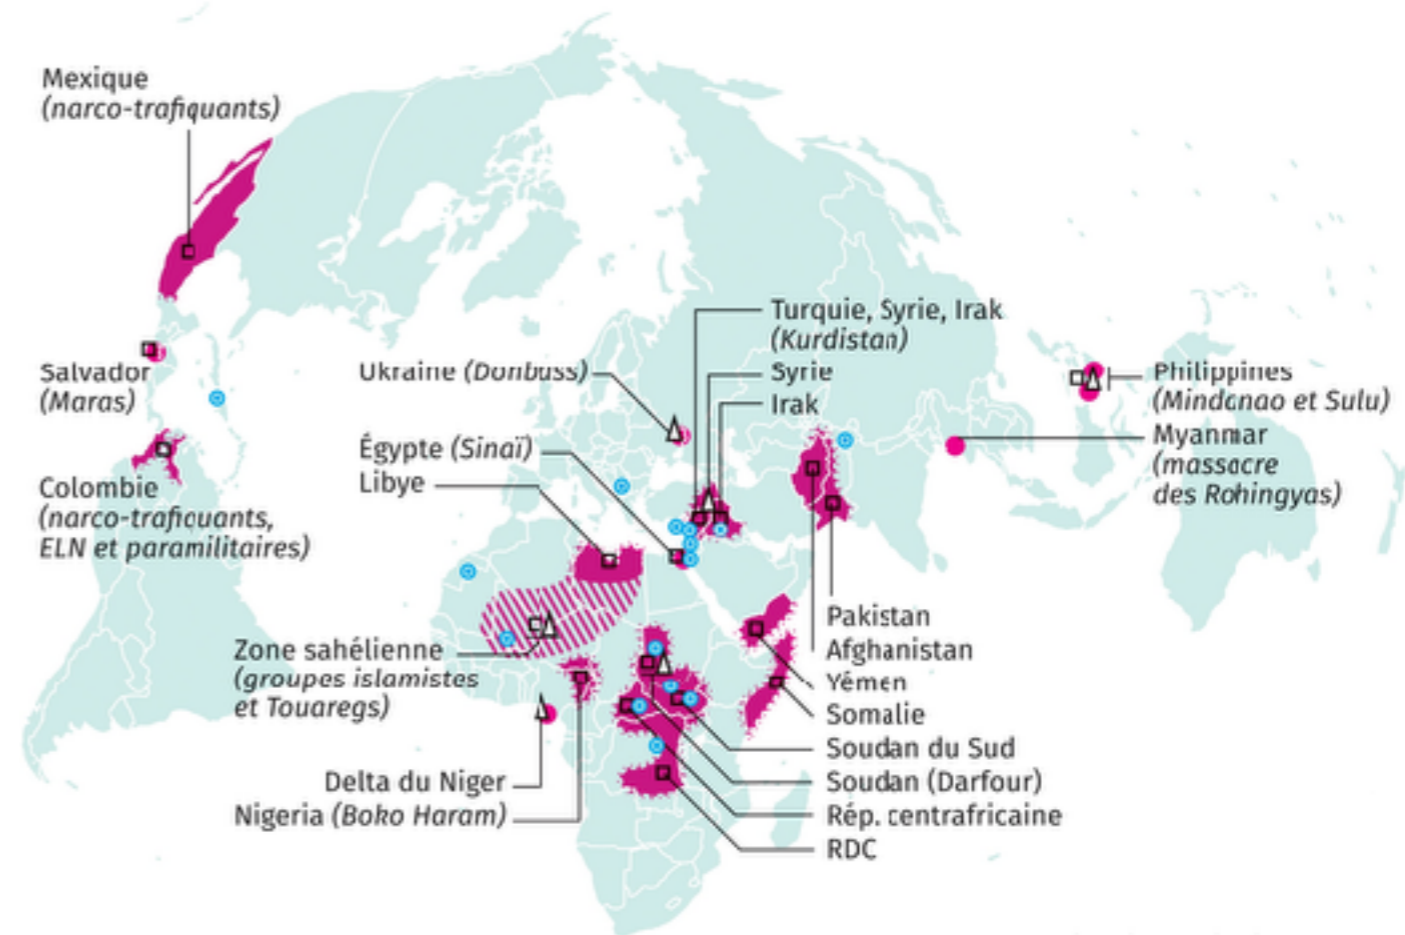 Mexique
(narco-trafiquants)
Salvador
(Maras)
Colombie
(narco-trafiquants,
ELN et paramilitaires)
Ukraine (Donbass)
Égypte (Sinaï)
Libye
Zone sahélienne
(groupes islamistes
et Touaregs)
Delta du Niger
Nigeria (Boko Haram)
Turquie, Syrie, Irak
(Kurdistan)
Syrie
Irak
Philippines
(Mindanao et Sulu)
Myanmar
(massacre
des Rohingyas)
Pakistan
Afghanistan
Yémen
Somalie
Soudan du Sud
Soudan (Darfour)
Rép. centrafricaine
RDC